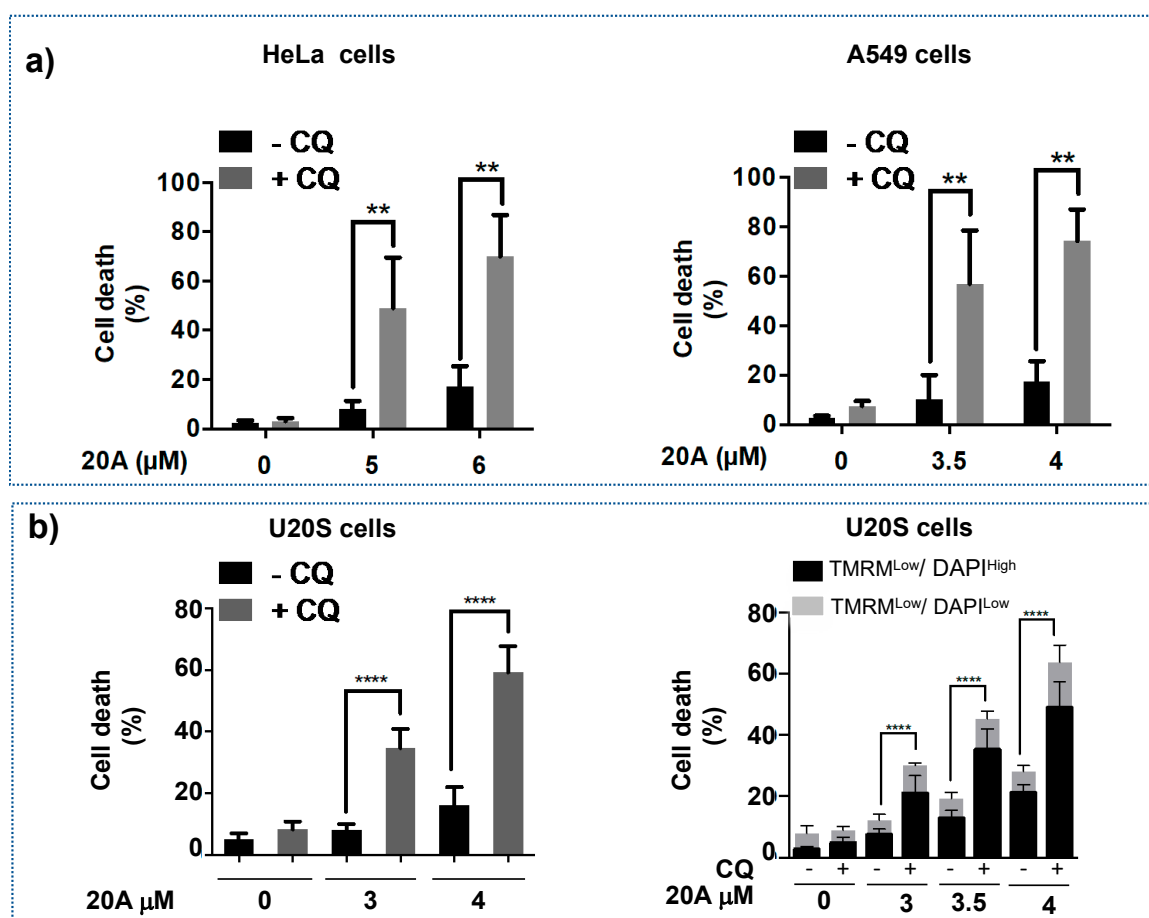 a)
HeLa cells
- CQ
+ CQ
**
**
100
80
60
40
20
0
Cell death
(%)
20A (µM)
0
5
6
A549 cells
- CQ
+ CQ
**
**
100
80
60
40
20
0
Cell death
(%)
20A (µM)
0
3.5
4
b)
U20S cells
- CQ
+ CQ
****
****
80
60
40
20
0
Cell death
(%)
20A µM
0
3
4
U20S cells
TMRMLow/ DAPIHigh
TMRMLow/ DAPILow
****
****
****
80
60
40
20
0
Cell death
(%)
CQ - + - + - + - +
20A µM
0
3
3.5
4